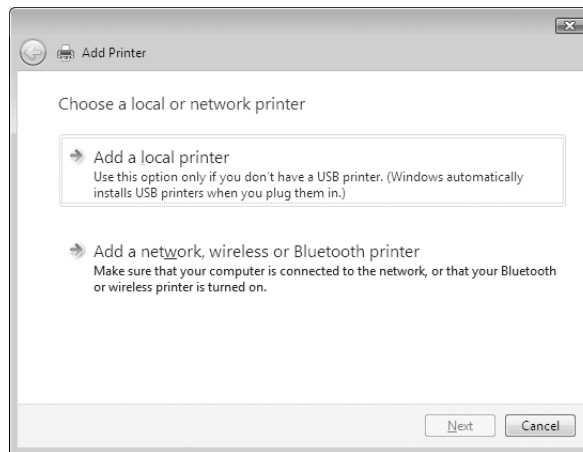 Add Printer
Choose a local or network printer
Add a local printer
Use this option only if you don't have a USB printer. (Windows automatically
installs USB printers when you plug them in.)
Add a network, wireless or Bluetooth printer
Make sure that your computer is connected to the network, or that your Bluetooth
or wireless printer is turned on.
Next Cancel